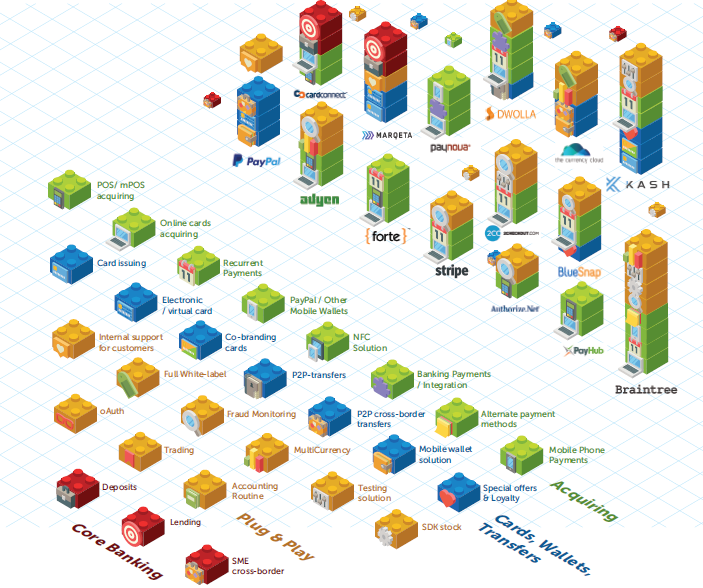 cardconnect
MARQETA
paynova
DWOLLA
the currency cloud
KASH
PayPal
adyen
{forte}
stripe
2CO 2CHECKOUT.COM
BlueSnap
Authorize.Net
PayHub
Braintree
POS/ mPOS
acquiring
Online cards
acquiring
Card issuing
Recurrent
Payments
Electronic
/ virtual card
PayPal / Other
Mobile Wallets
Internal support
for customers
Co-branding
cards
NFC
Solution
Full White-label
P2P-transfers
Banking Payments
/ Integration
oAuth
Fraud Monitoring
P2P cross-border
transfers
Alternate payment
methods
Trading
MultiCurrency
Mobile wallet
solution
Mobile Phone
Payments
Deposits
Accounting
Routine
Testing
solution
Special offers
& Loyalty
Lending
SDK stock
SME
cross-border
Core Banking
Plug & Play
Cards, Wallets,
Transfers
Acquiring